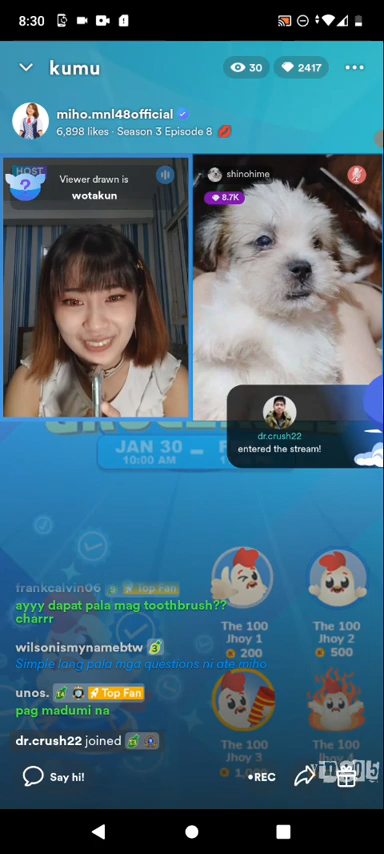 8:30
kumu
30
2417
miho.mnl48official
6,898 likes · Season 3 Episode 8
HOST
Viewer drawn is
wotakun
shinohime
8.7K
dr.crush22
entered the stream!
JAN 30 –
10:00 AM
frankcalvin06 Top Fan
ayyy dapat pala mag toothbrush??
charrr
wilsonismynamebtw
Simple lang pala mga questions ni ate miho
unos. Top Fan
pag madumi na
dr.crush22 joined
The 100
Jhoy 1
200
The 100
Jhoy 2
500
The 100
Jhoy 3
The 100
Say hi!
•REC